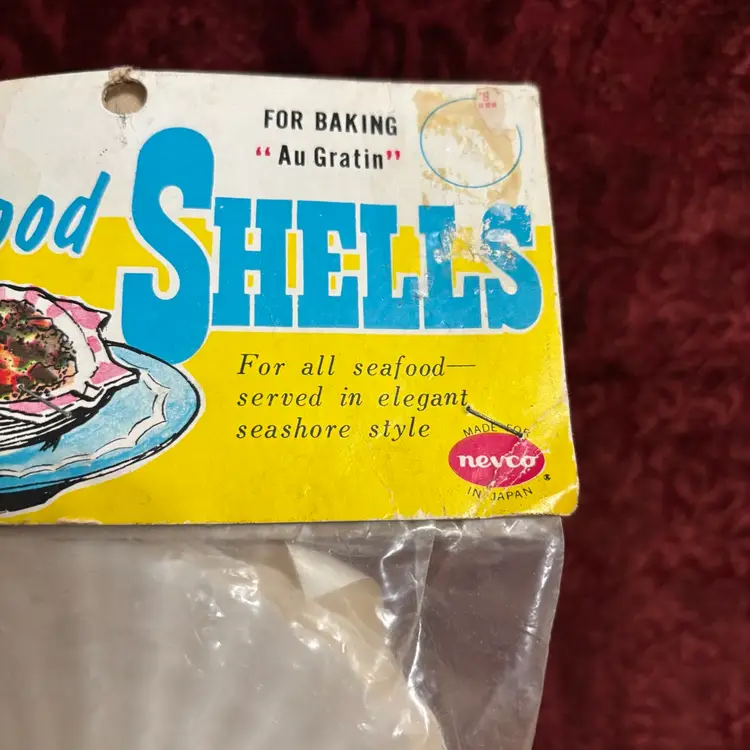 FOR BAKING
“Au Gratin”
ood SHELLS
For all seafood—
served in elegant
seashore style
MADE FOR
nevco
IN JAPAN